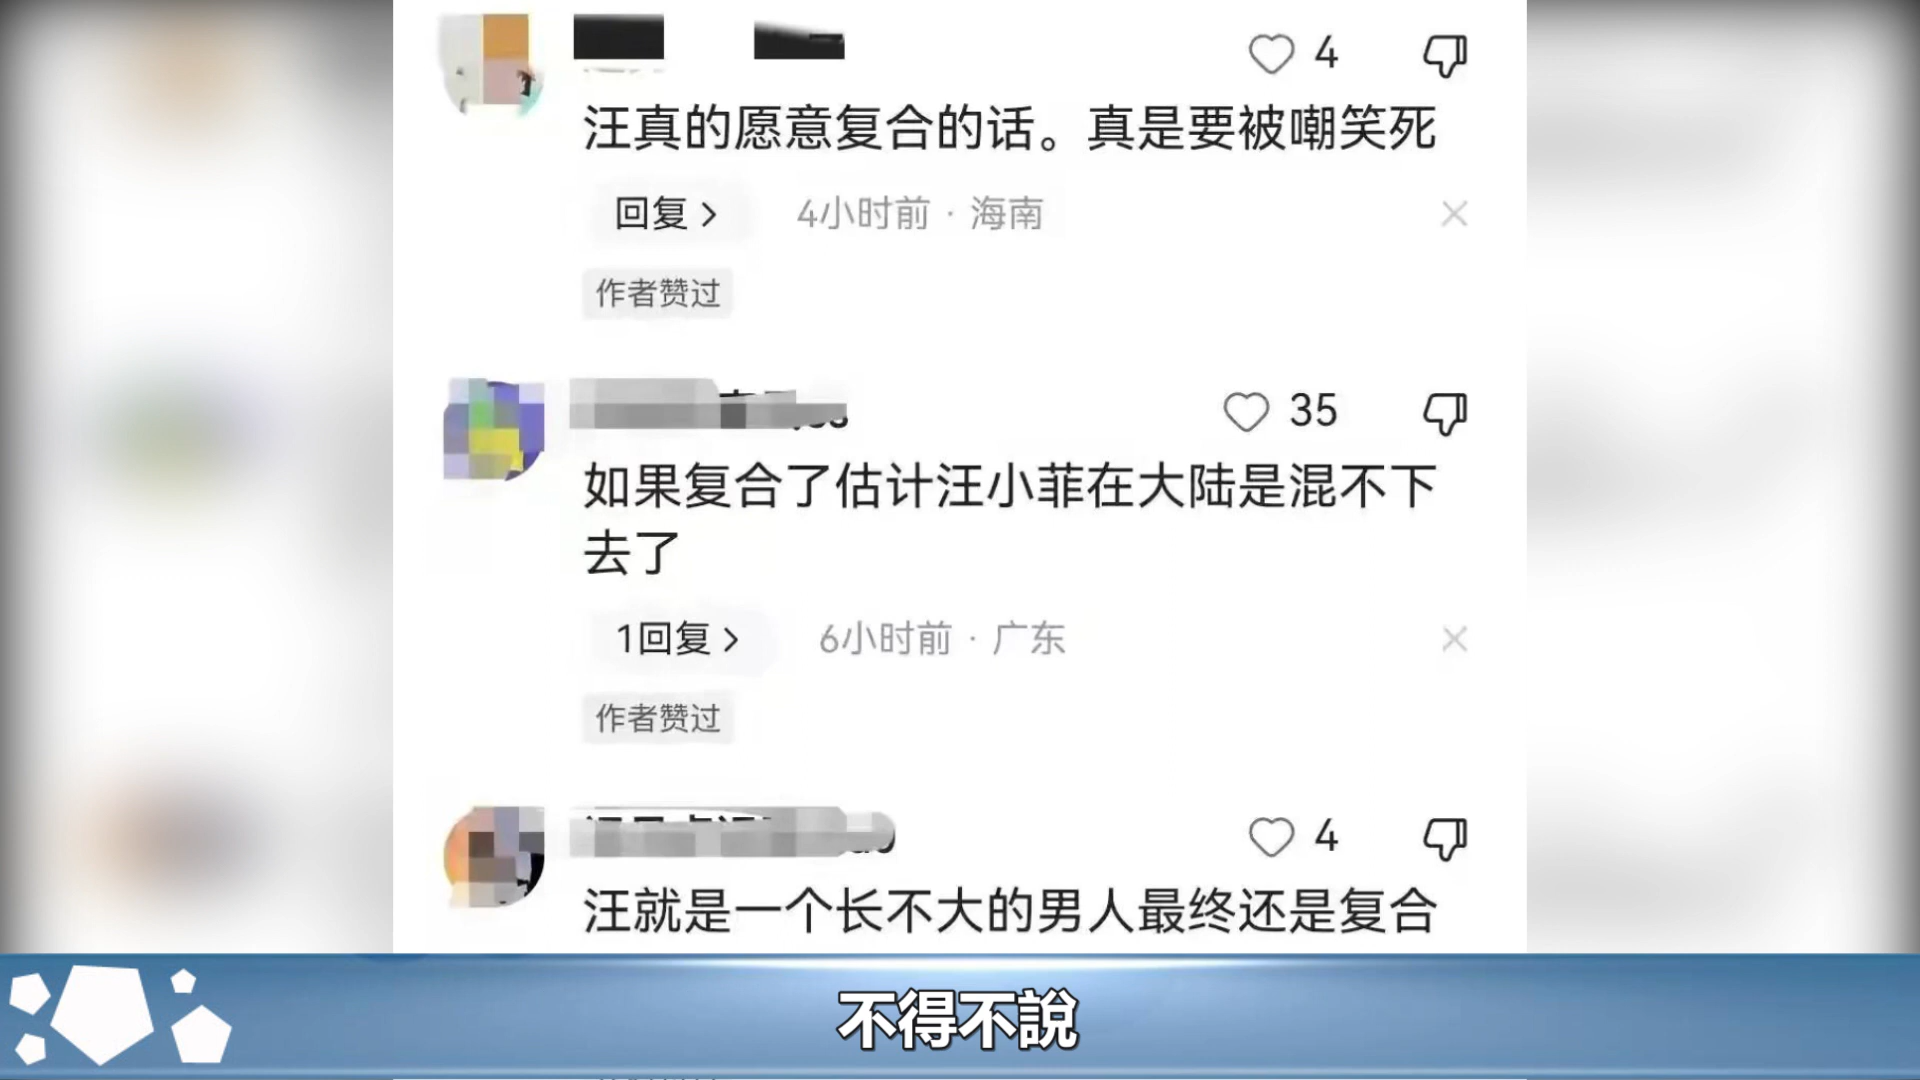 4
汪真的愿意复合的话。真是要被嘲笑死
回复 >
4小时前 · 海南
作者赞过
35
如果复合了估计汪小菲在大陆是混不下
去了
1回复 >
6小时前 · 广东
作者赞过
4
汪就是一个长不大的男人最终还是复合
不得不說